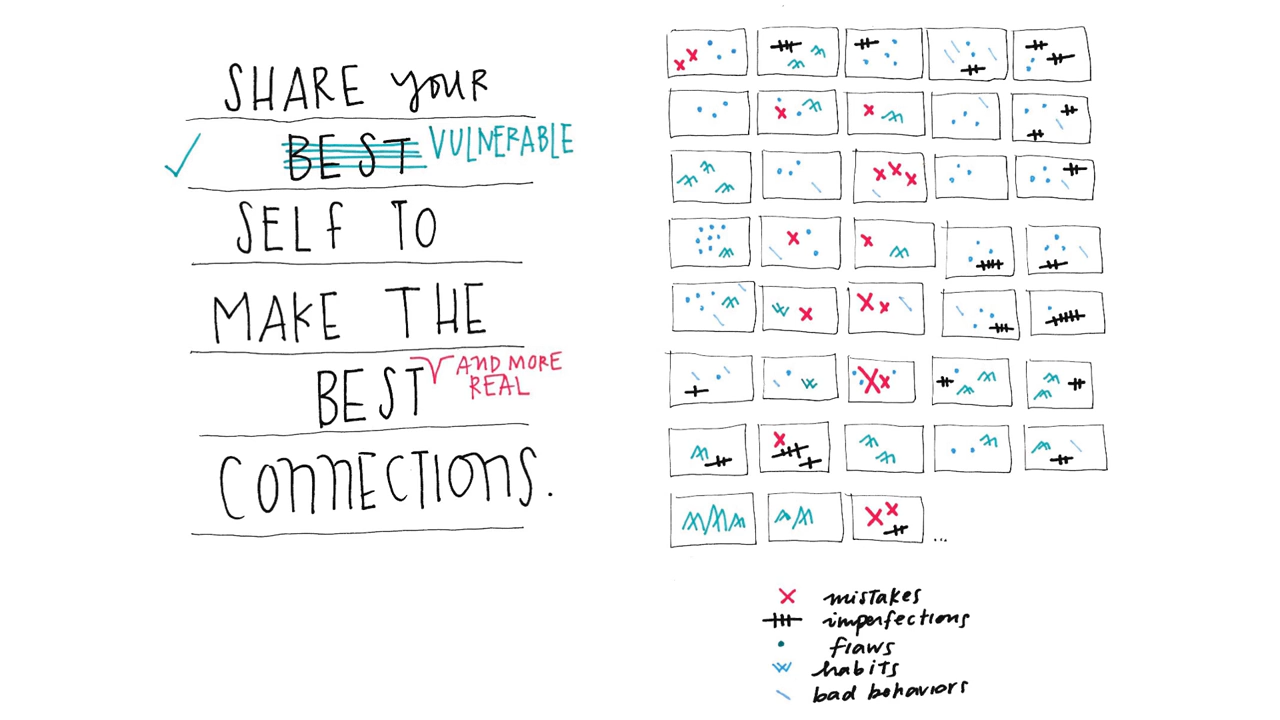 SHARE your
BEST VULNERABLE
SELF TO
MAKE THE
BEST AND MORE
REAL
CONNECTIONS.
...
mistakes
imperfections
flaws
habits
bad behaviors